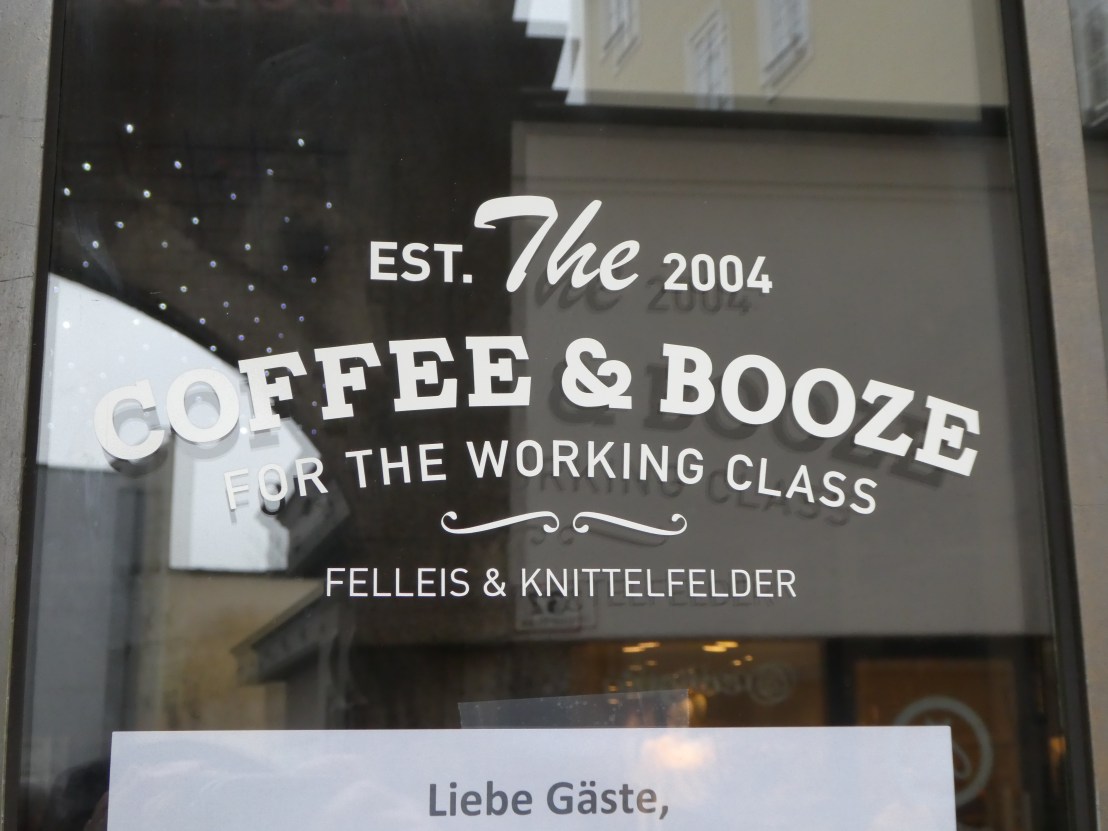 EST. The 2004
COFFEE & BOOZE
FOR THE WORKING CLASS
FELLEIS & KNITTELFELDER
Liebe Gäste,